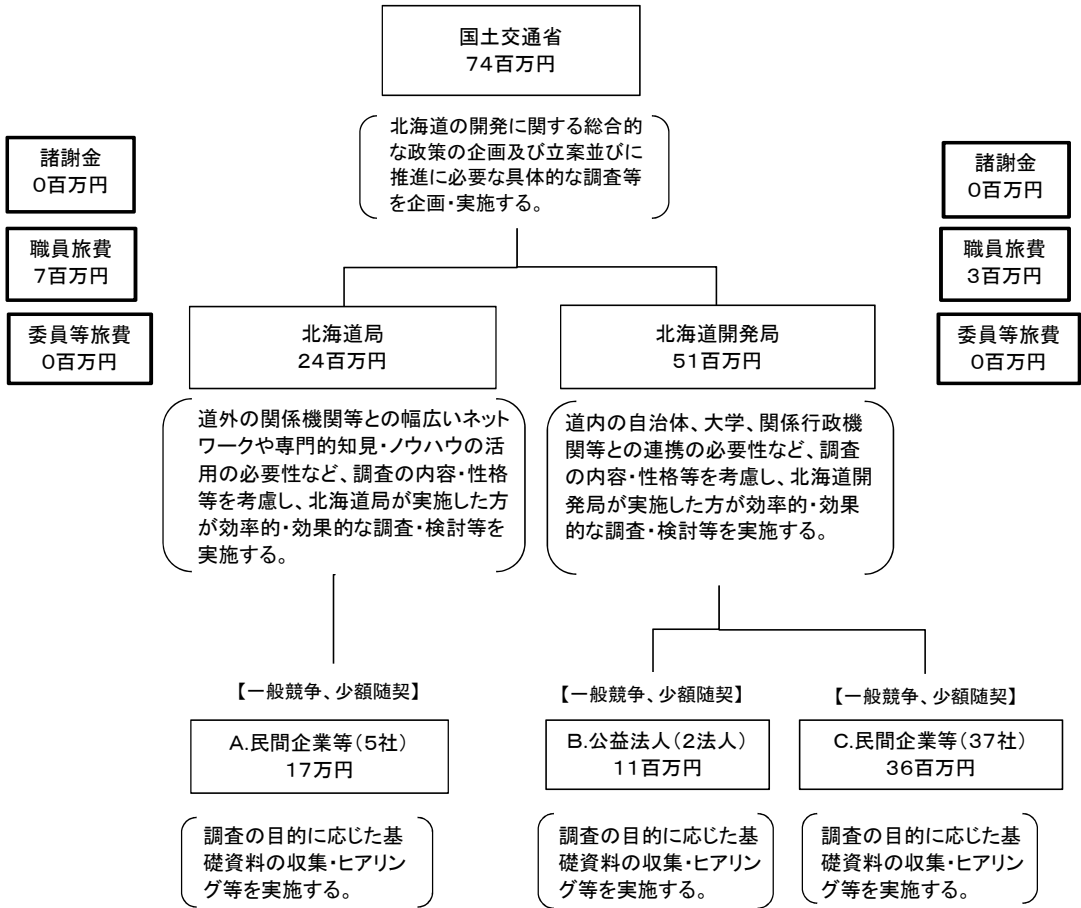 国土交通省
74百万円
北海道の開発に関する総合的
な政策の企画及び立案並びに
推進に必要な具体的な調査等
を企画・実施する。
諸謝金
0百万円
職員旅費
7百万円
委員等旅費
0百万円
諸謝金
0百万円
職員旅費
3百万円
委員等旅費
0百万円
北海道局
24百万円
北海道開発局
51百万円
道外の関係機関等との幅広いネット
ワークや専門的知見・ノウハウの活
用の必要性など、調査の内容・性格
等を考慮し、北海道局が実施した方
が効率的・効果的な調査・検討等を
実施する。
道内の自治体、大学、関係行政機
関等との連携の必要性など、調査
の内容・性格等を考慮し、北海道開
発局が実施した方が効率的・効果
的な調査・検討等を実施する。
【一般競争、少額随契】
A.民間企業等(5社)
17万円
調査の目的に応じた基
礎資料の収集・ヒアリン
グ等を実施する。
【一般競争、少額随契】
B.公益法人(2法人)
11百万円
調査の目的に応じた基
礎資料の収集・ヒアリン
グ等を実施する。
【一般競争、少額随契】
C.民間企業等(37社)
36百万円
調査の目的に応じた基
礎資料の収集・ヒアリン
グ等を実施する。